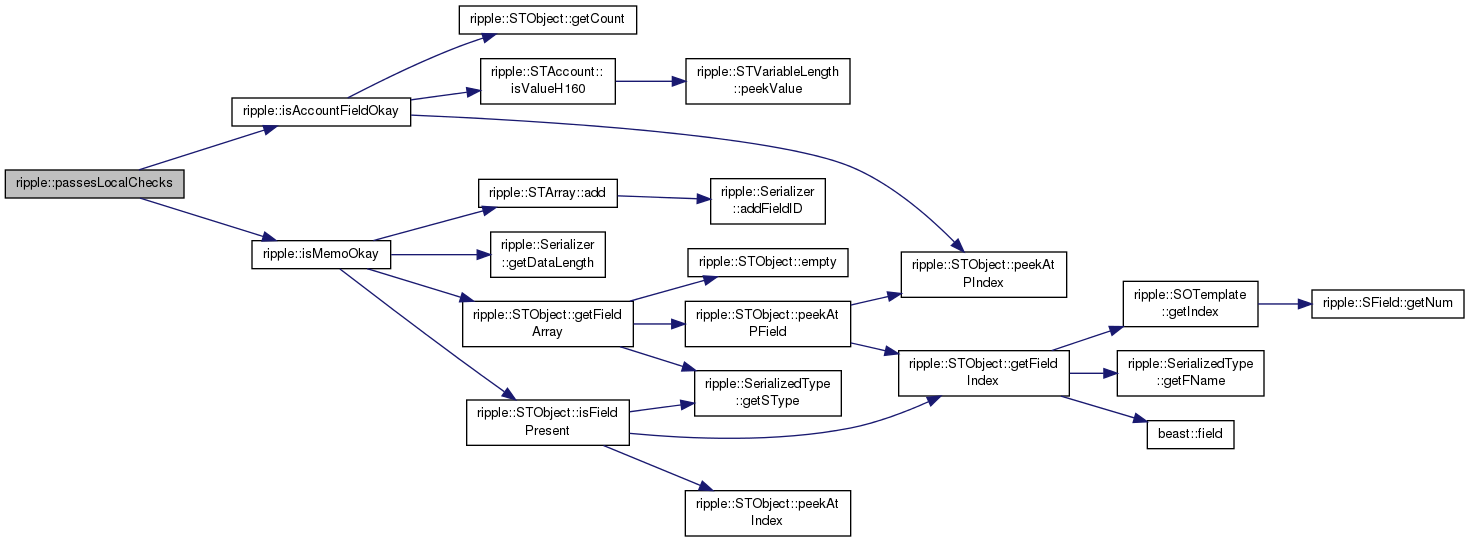 ripple::STObject::getCount
ripple::STAccount::
isValueH160
ripple::STVariableLength
::peekValue
ripple::isAccountFieldOkay
ripple::passesLocalChecks
ripple::STArray::add
ripple::Serializer
::addFieldID
ripple::isMemoOkay
ripple::Serializer
::getDataLength
ripple::STObject::empty
ripple::STObject::peekAt
PIndex
ripple::STObject::getField
Array
ripple::STObject::peekAt
PField
ripple::SOTemplate
::getIndex
ripple::SField::getNum
ripple::STObject::getField
Index
ripple::SerializedType
::getFName
ripple::SerializedType
::getSType
ripple::STObject::isField
Present
beast::field
ripple::STObject::peekAt
Index